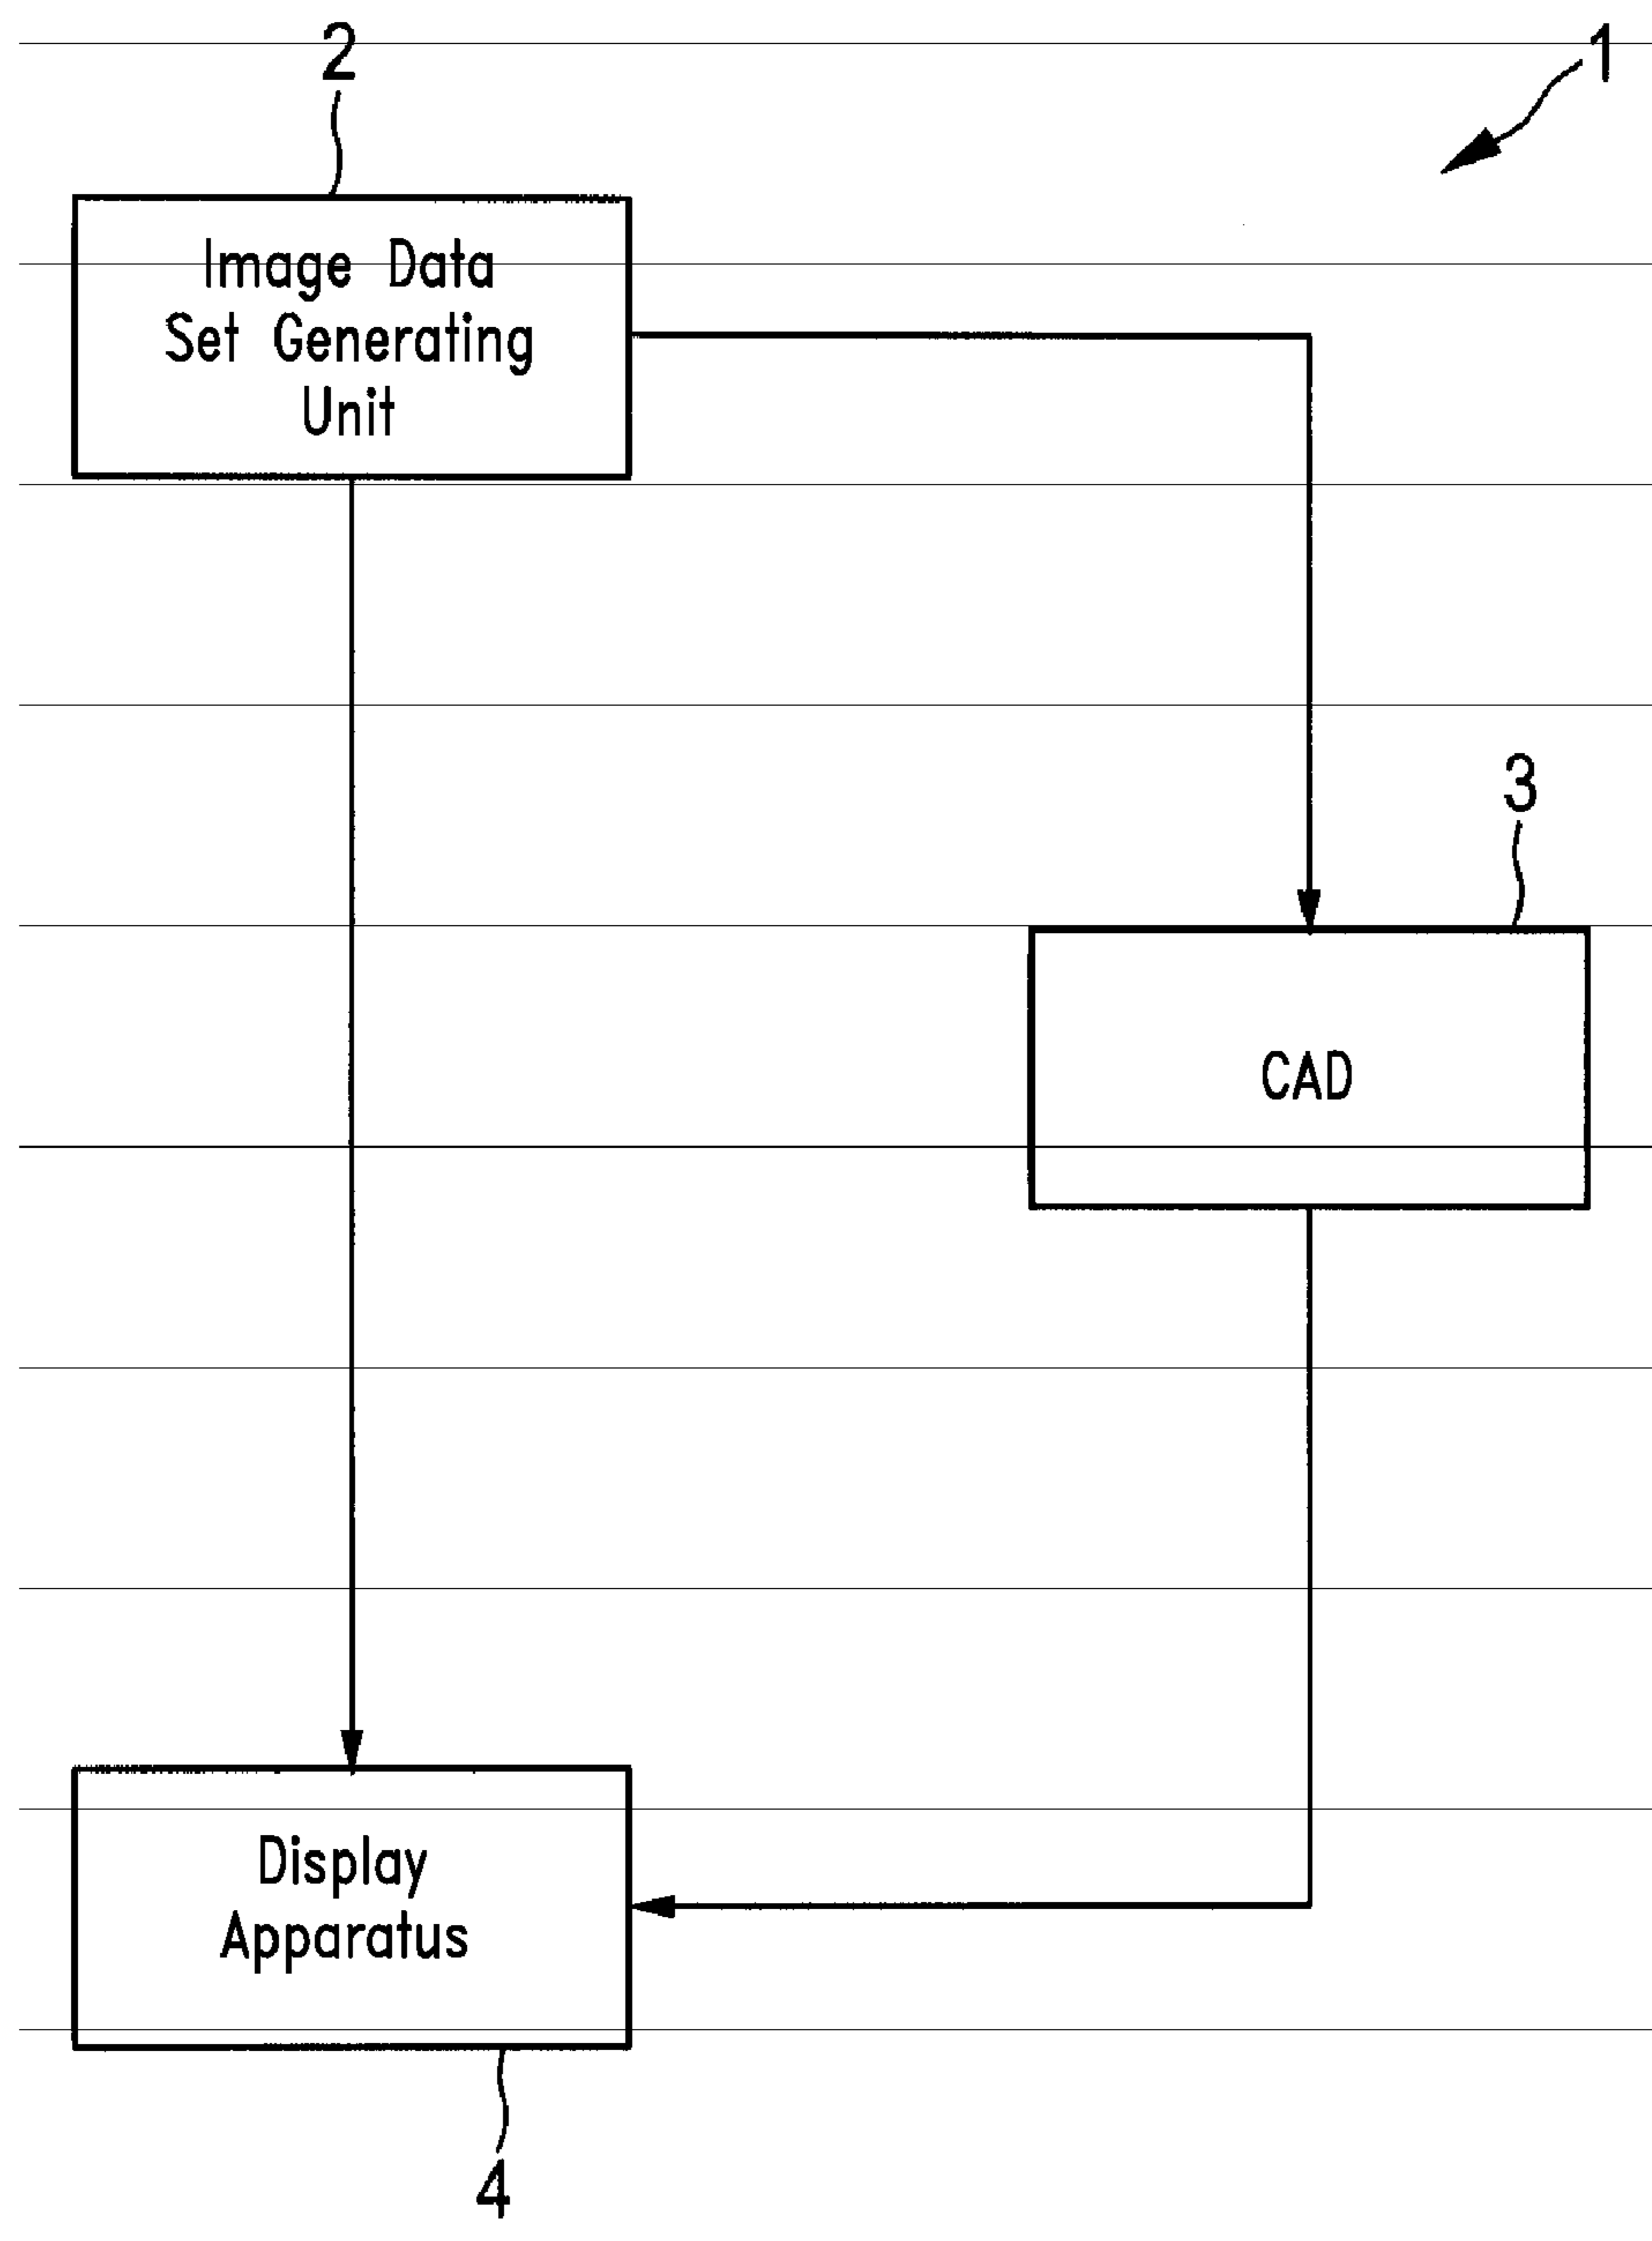 2
1
Image Data
Set Generating
Unit
3
CAD
Display
Apparatus
4